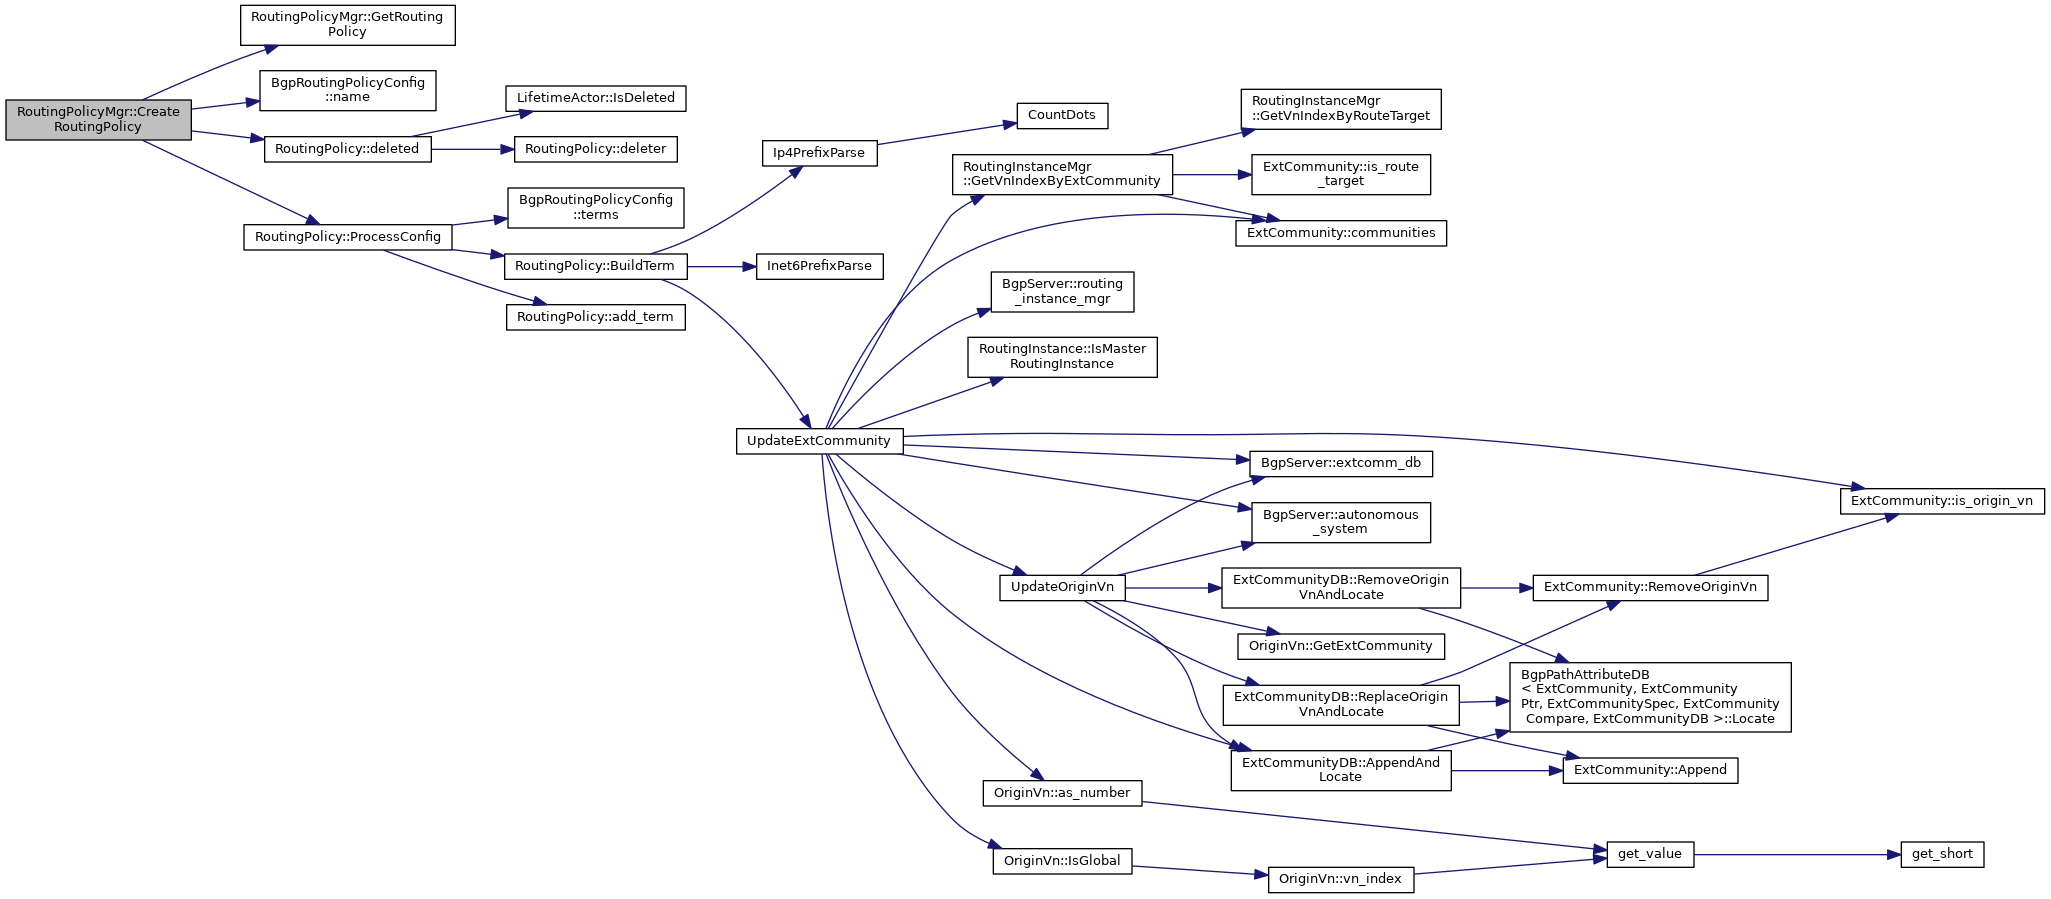 RoutingPolicyMgr::Create
RoutingPolicy
RoutingPolicyMgr::GetRouting
Policy
BgpRoutingPolicyConfig
::name
RoutingPolicy::deleted
RoutingPolicy::ProcessConfig
LifetimeActor::IsDeleted
RoutingPolicy::deleter
BgpRoutingPolicyConfig
::terms
RoutingPolicy::BuildTerm
RoutingPolicy::add_term
Ip4PrefixParse
Inet6PrefixParse
UpdateExtCommunity
CountDots
RoutingInstanceMgr
::GetVnIndexByExtCommunity
BgpServer::routing
_instance_mgr
RoutingInstance::IsMaster
RoutingInstance
UpdateOriginVn
OriginVn::as_number
OriginVn::IsGlobal
RoutingInstanceMgr
::GetVnIndexByRouteTarget
ExtCommunity::is_route
_target
ExtCommunity::communities
BgpServer::extcomm_db
BgpServer::autonomous
_system
ExtCommunityDB::RemoveOrigin
VnAndLocate
OriginVn::GetExtCommunity
ExtCommunityDB::ReplaceOrigin
VnAndLocate
ExtCommunityDB::AppendAnd
Locate
OriginVn::vn_index
ExtCommunity::RemoveOriginVn
BgpPathAttributeDB
< ExtCommunity, ExtCommunity
Ptr, ExtCommunitySpec, ExtCommunity
Compare, ExtCommunityDB >::Locate
ExtCommunity::Append
get_value
ExtCommunity::is_origin_vn
get_short